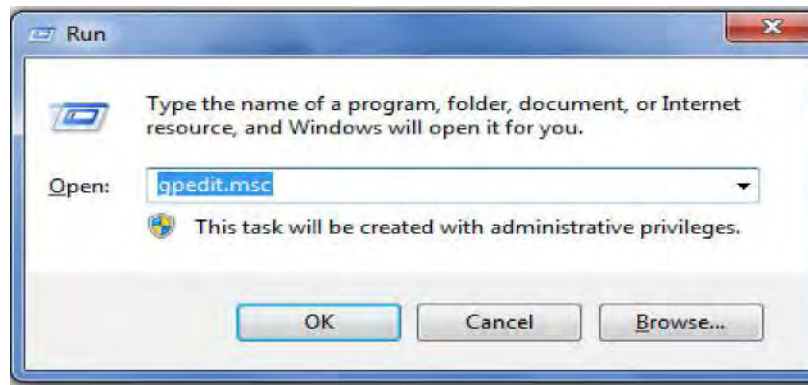 Run
Type the name of a program, folder, document, or Internet
resource, and Windows will open it for you.
Open: gpedit.msc
This task will be created with administrative privileges.
OK Cancel Browse...